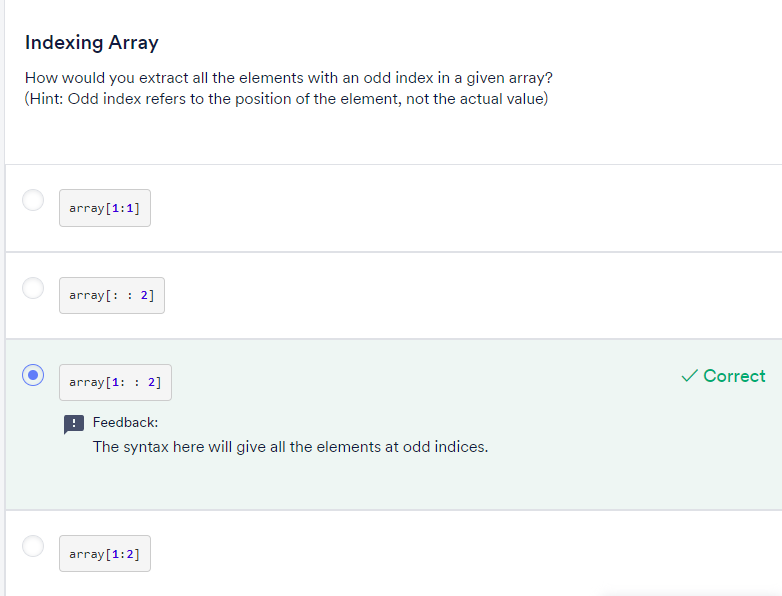 Indexing Array
How would you extract all the elements with an odd index in a given array?
(Hint: Odd index refers to the position of the element, not the actual value)
array[1:1]
array[: : 2]
array[1: : 2]
Correct
Feedback:
The syntax here will give all the elements at odd indices.
array[1:2]